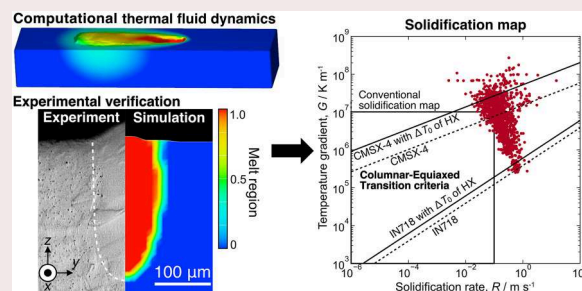 Computational thermal fluid dynamics
Experimental verification
Experiment
Simulation
z
y
x
100 μm
1.0
0.5
0
Melt region
Solidification map
Temperature gradient, G / K m⁻¹
10⁹
10⁸
10⁷
10⁶
10⁵
10⁴
10³
Conventional
solidification map
CMSX-4 with ΔT₀ of HX
CMSX-4
Columnar-Equiaxed
Transition criteria
IN718 with ΔT₀ of HX
IN718
10⁻⁶
10⁻⁴
10⁻²
10⁰
10²
Solidification rate, R / m s⁻¹